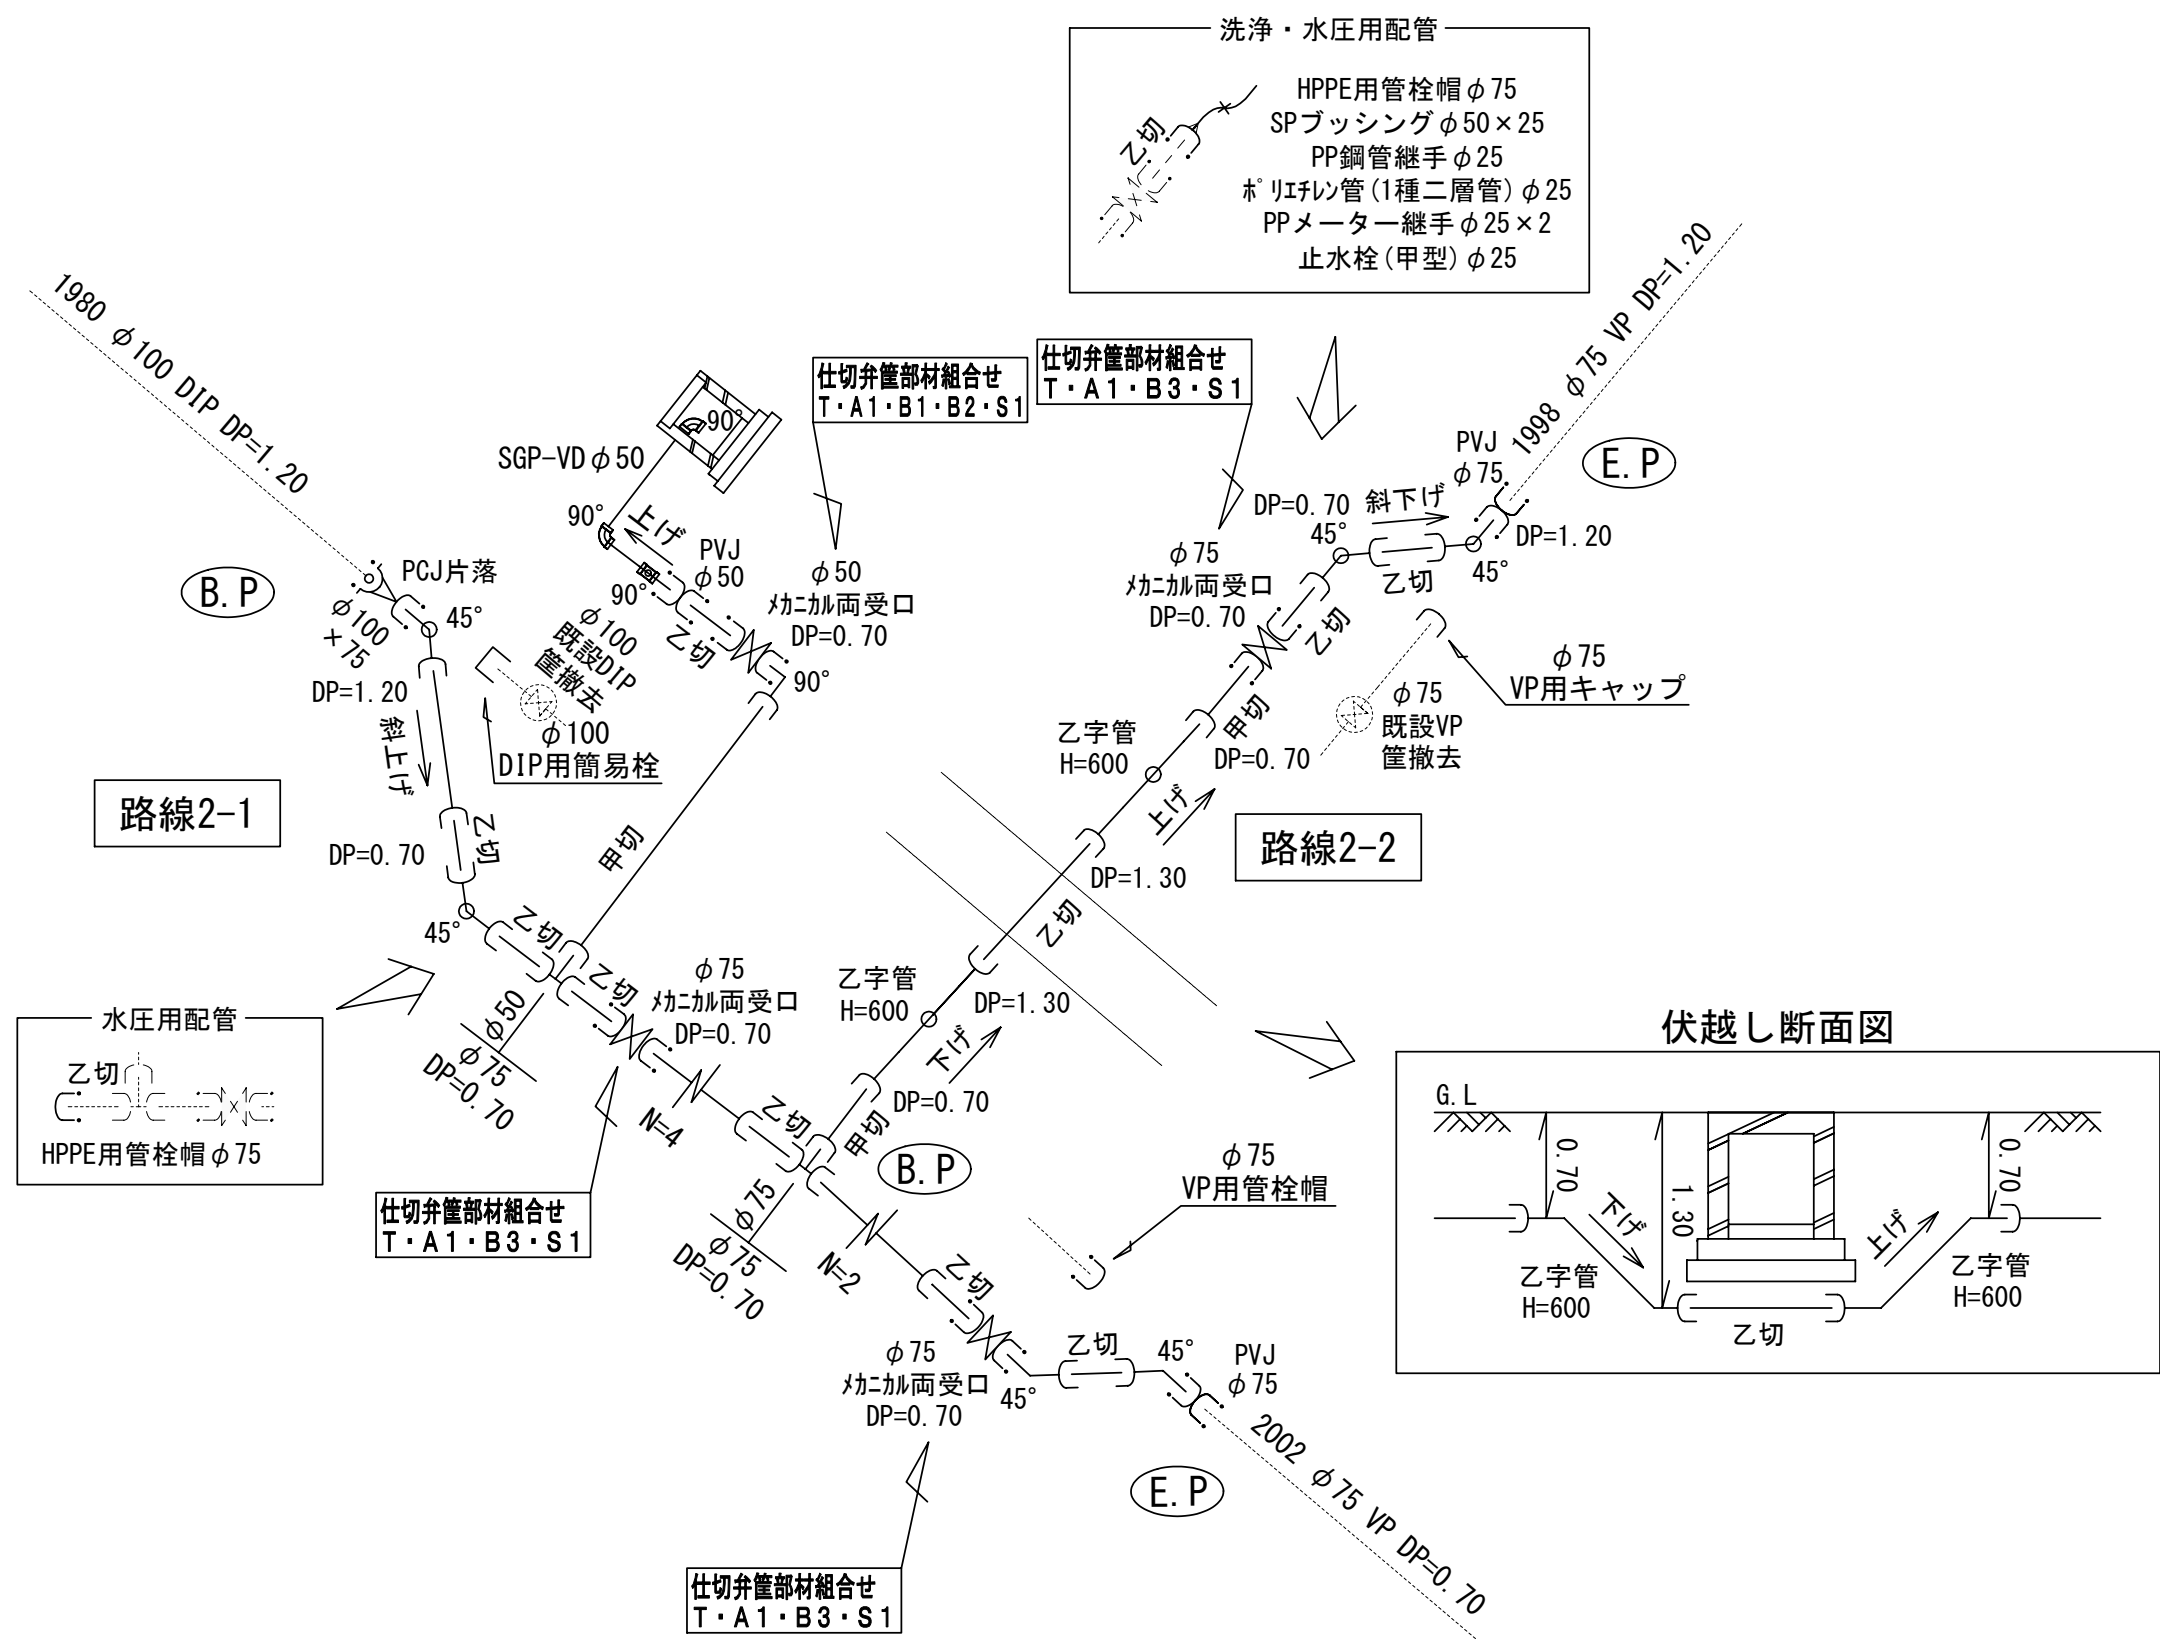 洗浄・水圧用配管
乙切
HPPE用管栓帽φ75
SPブッシングφ50×25
PP鋼管継手φ25
ﾎﾟﾘｴﾁﾚﾝ管(1種二層管)φ25
PPメーター継手φ25×2
止水栓(甲型)φ25
1980 φ100 DIP DP=1.20
B.P
PCJ片落
φ100
×75
45°
DP=1.20
斜上げ
乙切
DP=0.70
45°
路線2-1
φ100
既設DIP
筐撤去
φ100
DIP用簡易栓
SGP-VDφ50
90°
90°
上げ
90°
PVJ
φ50
乙切
仕切弁筐部材組合せ
T・A1・B1・B2・S1
φ50
ﾒｶﾆｶﾙ両受口
DP=0.70
90°
甲切
仕切弁筐部材組合せ
T・A1・B3・S1
φ75
ﾒｶﾆｶﾙ両受口
DP=0.70
乙切
DP=0.70
斜下げ
45°
乙切
45°
PVJ
φ75
DP=1.20
1998 φ75 VP DP=1.20
E.P
φ75
VP用キャップ
φ75
既設VP
筐撤去
甲切
DP=0.70
乙字管
H=600
上げ
DP=1.30
路線2-2
乙切
乙字管
H=600
DP=1.30
下げ
DP=0.70
甲切
B.P
水圧用配管
乙切
HPPE用管栓帽φ75
乙切
乙切
φ50
φ75
DP=0.70
φ75
ﾒｶﾆｶﾙ両受口
DP=0.70
仕切弁筐部材組合せ
T・A1・B3・S1
N=4
乙切
φ75
φ75
DP=0.70
N=2
乙切
φ75
VP用管栓帽
φ75
ﾒｶﾆｶﾙ両受口
DP=0.70
45°
乙切
45°
PVJ
φ75
2002 φ75 VP DP=0.70
E.P
仕切弁筐部材組合せ
T・A1・B3・S1
伏越し断面図
G.L
0.70
下げ
1.30
上げ
0.70
乙字管
H=600
乙字管
H=600
乙切